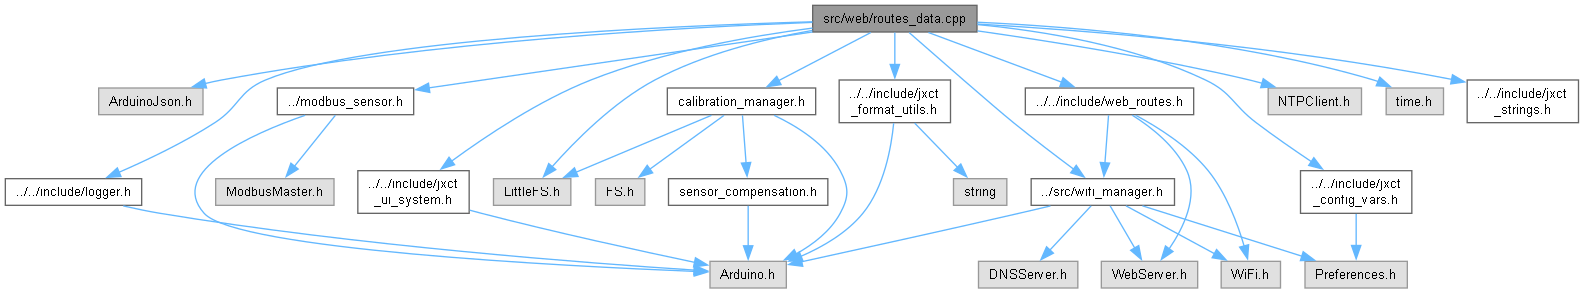 src/web/routes_data.cpp
ArduinoJson.h
../modbus_sensor.h
calibration_manager.h
../../include/jxct
_format_utils.h
../../include/web_routes.h
NTPClient.h
time.h
../../include/jxct
_strings.h
../../include/logger.h
ModbusMaster.h
../../include/jxct
_ui_system.h
LittleFS.h
FS.h
sensor_compensation.h
string
../src/wifi_manager.h
../../include/jxct
_config_vars.h
Arduino.h
DNSServer.h
WebServer.h
WiFi.h
Preferences.h